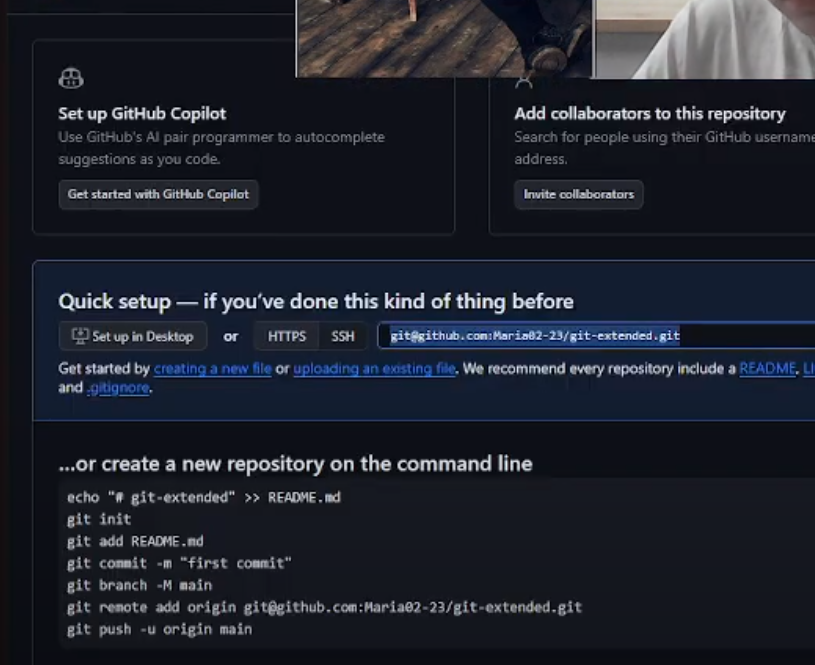 Set up GitHub Copilot
Use GitHub's AI pair programmer to autocomplete
suggestions as you code.
Get started with GitHub Copilot
Add collaborators to this repository
Search for people using their GitHub username
address.
Invite collaborators
Quick setup — if you've done this kind of thing before
Set up in Desktop or HTTPS SSH git@github.com:Maria02-23/git-extended.git
Get started by creating a new file or uploading an existing file. We recommend every repository include a README, LI
and .gitignore.
...or create a new repository on the command line
echo "# git-extended" >> README.md
git init
git add README.md
git commit -m "first commit"
git branch -M main
git remote add origin git@github.com:Maria02-23/git-extended.git
git push -u origin main